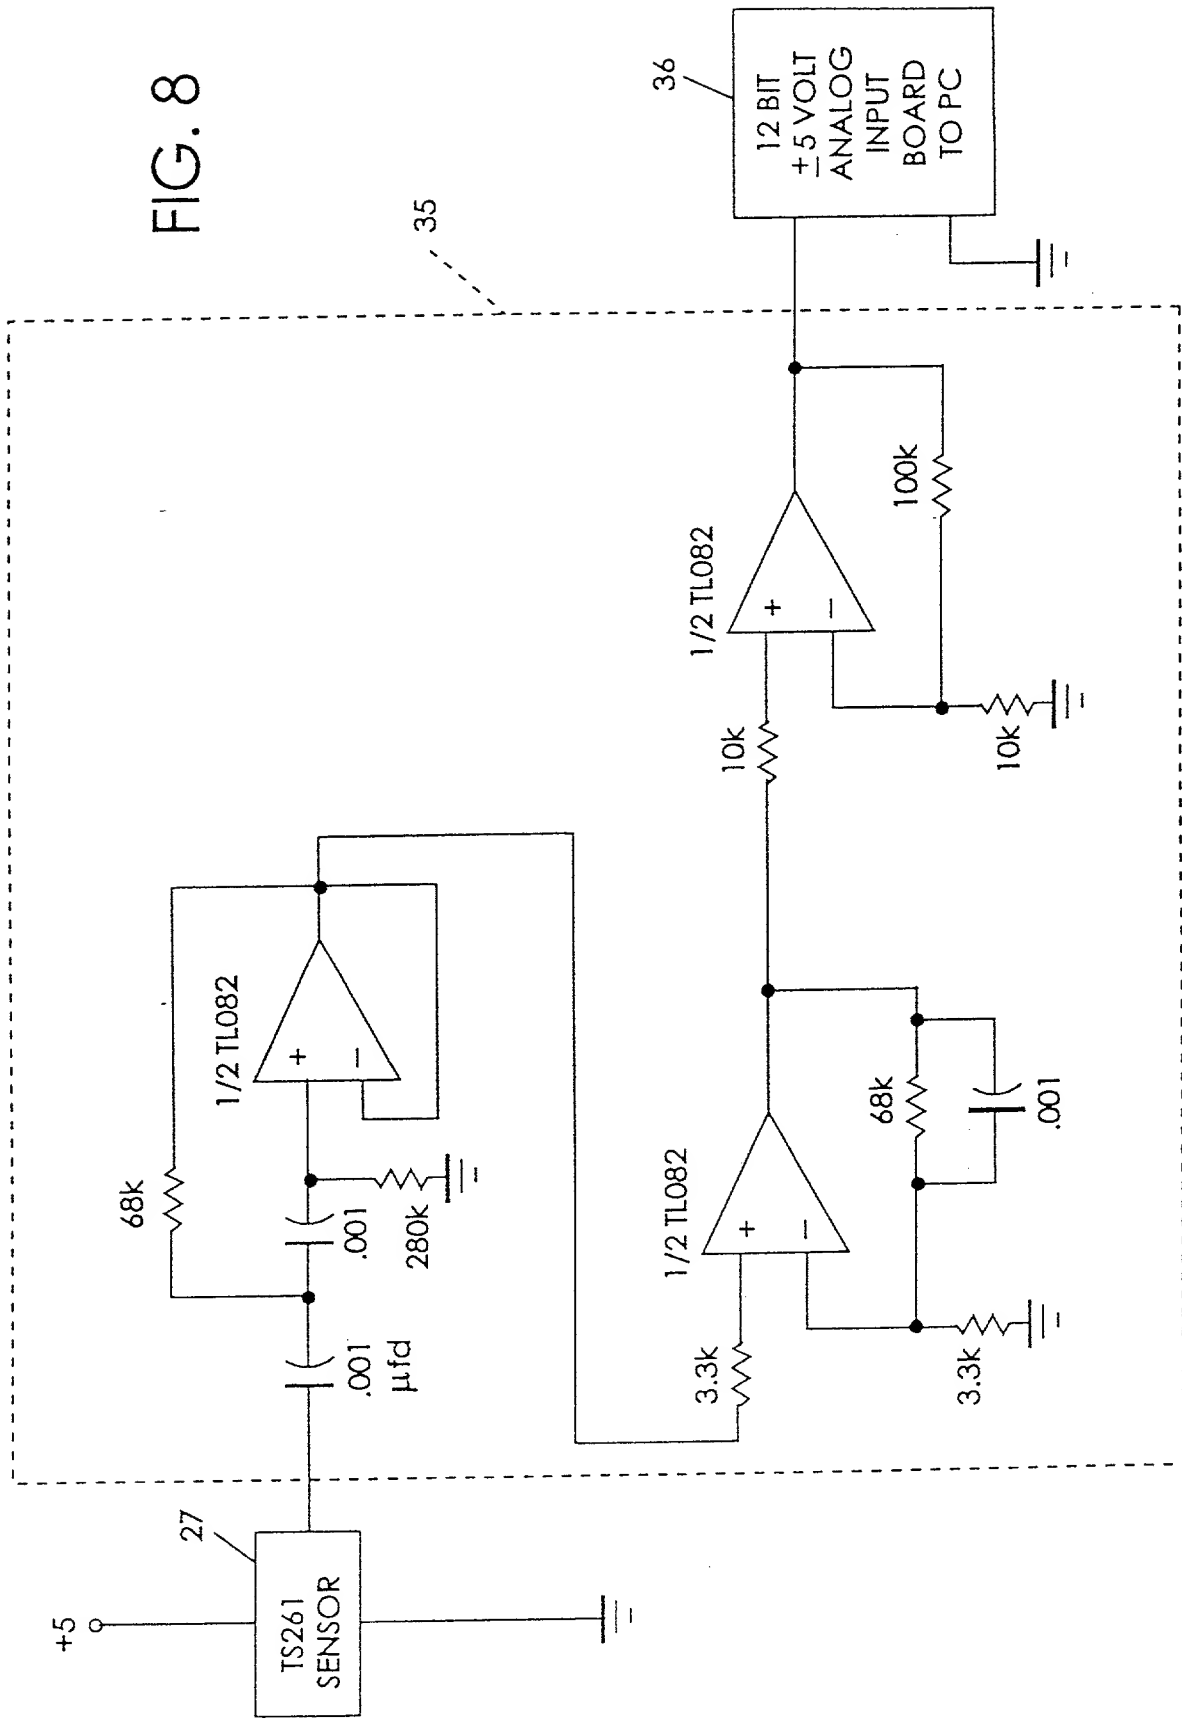 FIG. 8
+5
27
TS261
SENSOR
.001
µfd
68k
.001
280k
1/2 TL082
+
−
35
3.3k
3.3k
1/2 TL082
+
−
68k
.001
10k
10k
1/2 TL082
+
−
100k
36
12 BIT
±5 VOLT
ANALOG
INPUT
BOARD
TO PC